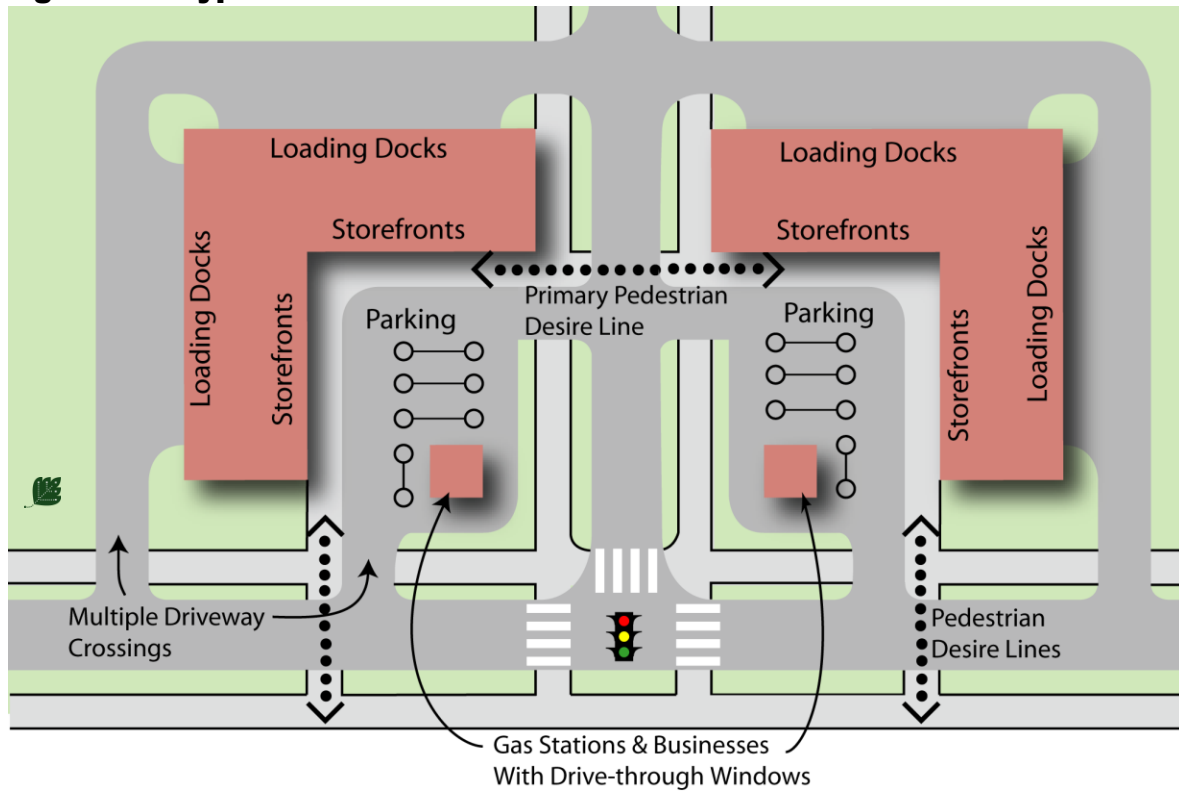 Loading Docks
Loading Docks
Storefronts
Storefronts
Loading Docks
Storefronts
Primary Pedestrian
Desire Line
Parking
Parking
Storefronts
Loading Docks
Multiple Driveway
Crossings
Pedestrian
Desire Lines
Gas Stations & Businesses
With Drive-through Windows